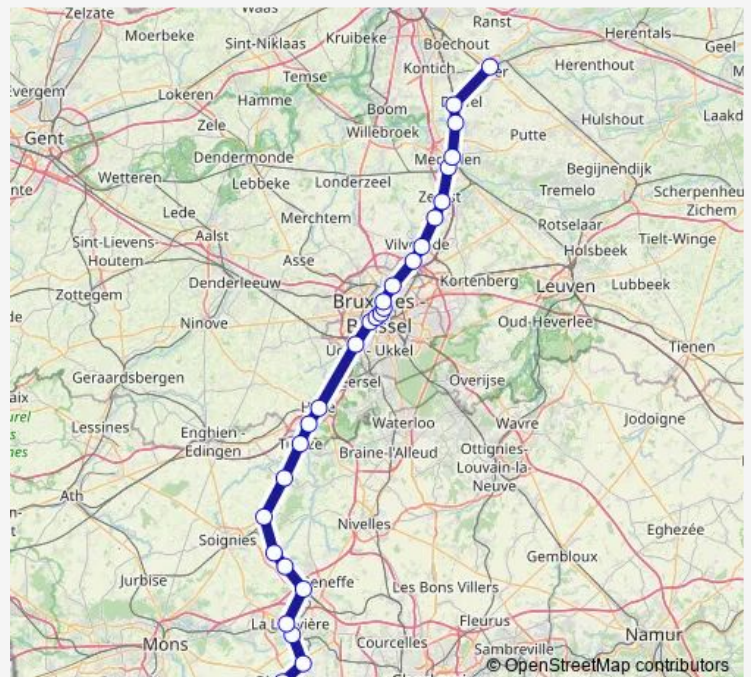 Zelzate
Waas
Ranst
Moerbeke
Sint-Niklaas
Kruibeke
Boechout
Herentals
Geel
Kontich
Herenthout
Temse
Evergem
Lokeren
Hamme
Boom
Hulshout
Laakd
Zele
Willebroek
Putte
Gent
Dendermonde
Begijnendijk
Wetteren
Lebbeke
Londerzeel
Tremelo
Scherpenheu
Zichem
Lede
Merchtem
Rotselaar
Sint-Lievens-
Houtem
Aalst
Tielt-Winge
Holsbeek
Asse
Zottegem
Denderleeuw
Kortenberg
Leuven
Lubbeek
Ninove
Oud-Heverlee
Ukkel
Tienen
Geraardsbergen
Overijse
Lessines
Waterloo
Wavre
Jodoigne
Enghien -
Edingen
Braine-l'Alleud
Ottignies-
Louvain-la-
Neuve
Ath
Nivelles
Soignies
Eghezée
Gembloux
Jurbise
Les Bons Villers
Fleurus
Mons
Courcelles
Namur
Sambreville
© OpenStreetMap contributors